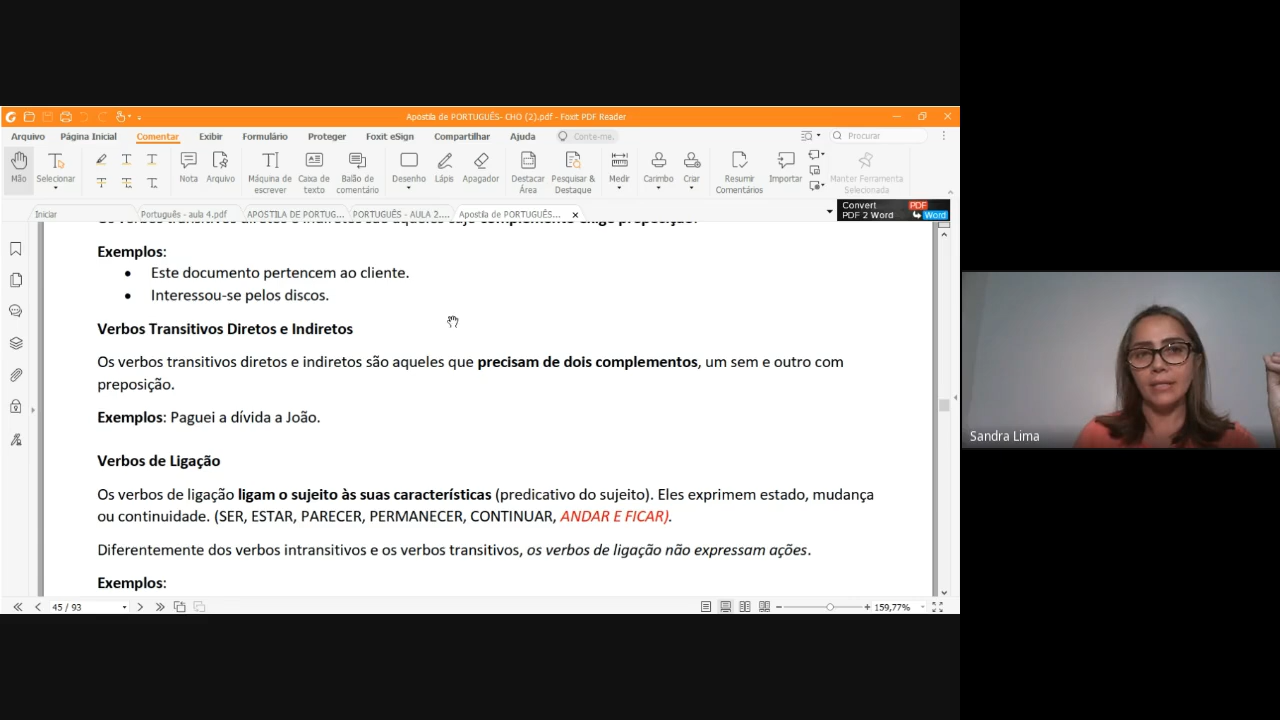 Apostila de PORTUGUÊS- CHO (2).pdf - Foxit PDF Reader
Arquivo Página Inicial Comentar Exibir Formulário Proteger Foxit eSign Compartilhar Ajuda Conte-me. Procurar
Mão Selecionar Nota Arquivo Máquina de escrever Caixa de texto Balão de comentário Desenho Lápis Apagador Destacar Área Pesquisar & Destaque Medir Carimbo Criar Resumir Comentários Importar Manter Ferramenta Selecionada
Iniciar Português - aula 4.pdf APOSTILA DE PORTUG... PORTUGUÊS - AULA 2.... Apostila de PORTUGUÊS... Convert PDF 2 Word PDF Word
Exemplos:
• Este documento pertencem ao cliente.
• Interessou-se pelos discos.
Verbos Transitivos Diretos e Indiretos
Os verbos transitivos diretos e indiretos são aqueles que precisam de dois complementos, um sem e outro com
preposição.
Exemplos: Paguei a dívida a João.
Verbos de Ligação
Os verbos de ligação ligam o sujeito às suas características (predicativo do sujeito). Eles exprimem estado, mudança
ou continuidade. (SER, ESTAR, PARECER, PERMANECER, CONTINUAR, ANDAR E FICAR).
Diferentemente dos verbos intransitivos e os verbos transitivos, os verbos de ligação não expressam ações.
Exemplos:
45 / 93 159,77%
Sandra Lima